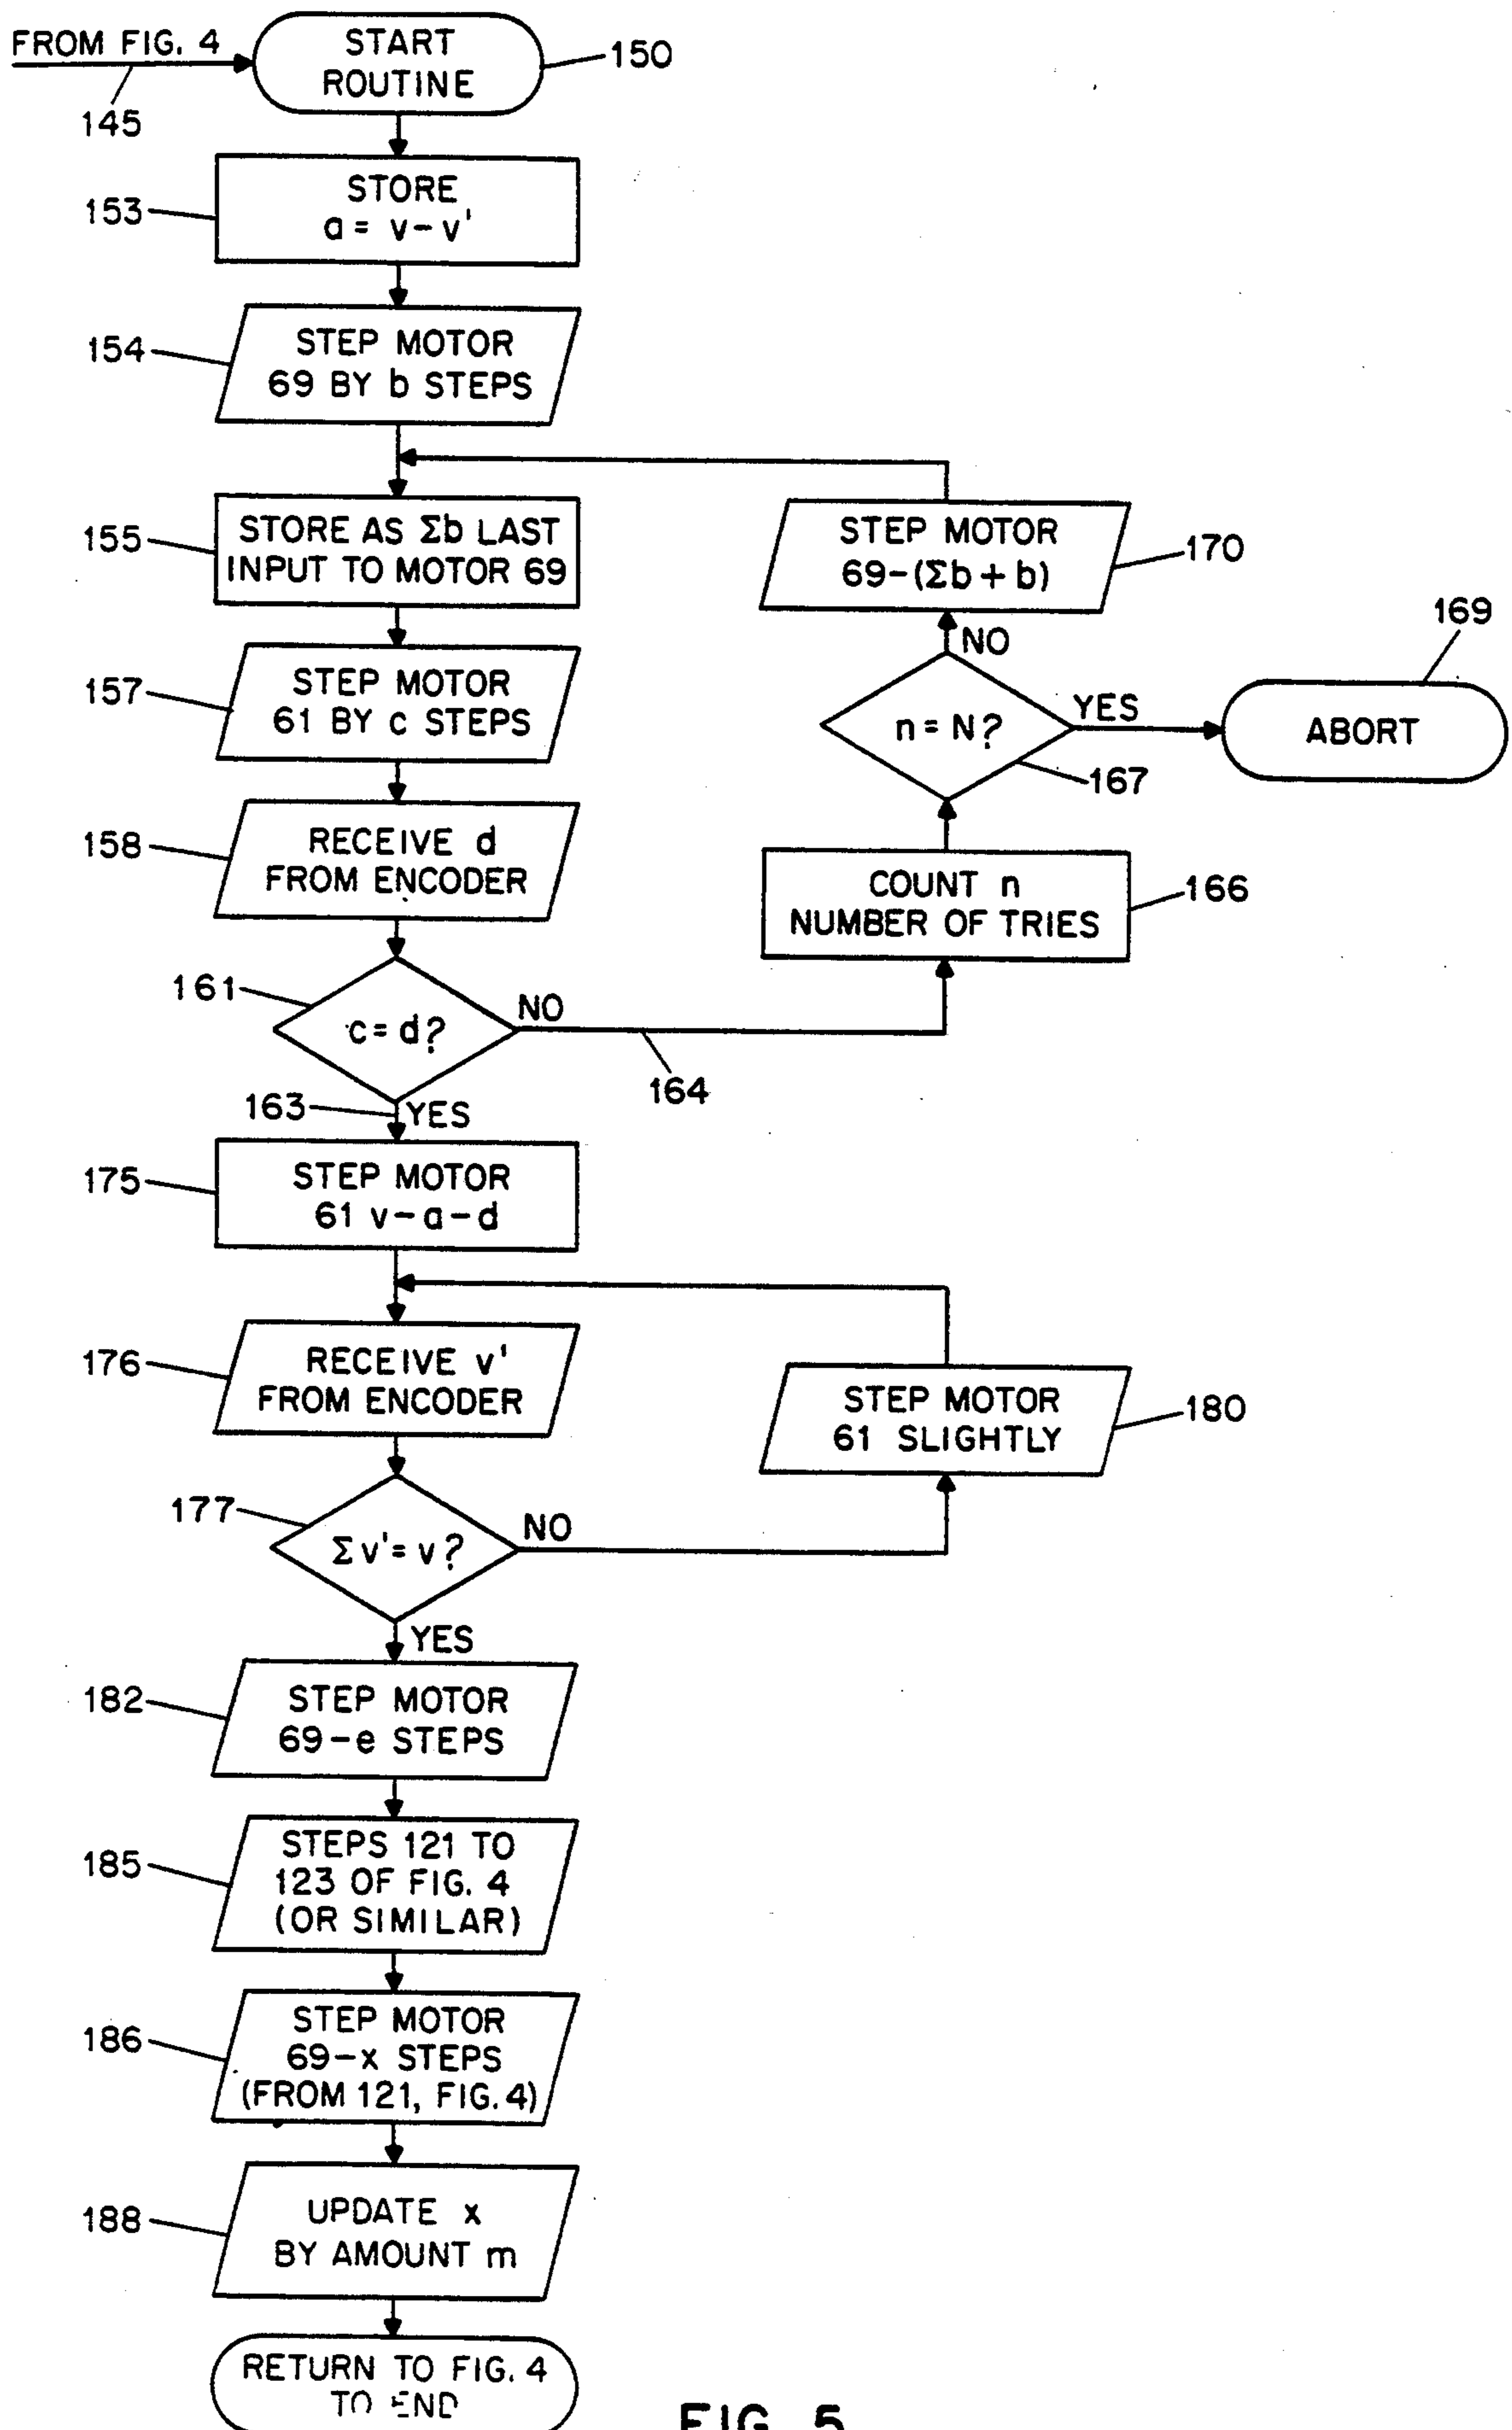 FROM FIG. 4
145
START
ROUTINE
150
153
STORE
a = v - v'
154
STEP MOTOR
69 BY b STEPS
155
STORE AS Σb LAST
INPUT TO MOTOR 69
157
STEP MOTOR
61 BY c STEPS
158
RECEIVE d
FROM ENCODER
161
c = d?
NO
164
163
YES
COUNT n
NUMBER OF TRIES
166
n = N?
167
YES
ABORT
169
NO
STEP MOTOR
69-(Σb + b)
170
175
STEP MOTOR
61 v-a-d
176
RECEIVE v'
FROM ENCODER
177
Σv' = v?
NO
STEP MOTOR
61 SLIGHTLY
180
YES
182
STEP MOTOR
69-e STEPS
185
STEPS 121 TO
123 OF FIG. 4
(OR SIMILAR)
186
STEP MOTOR
69-x STEPS
(FROM 121, FIG. 4)
188
UPDATE x
BY AMOUNT m
RETURN TO FIG. 4
TO END
FIG. 5